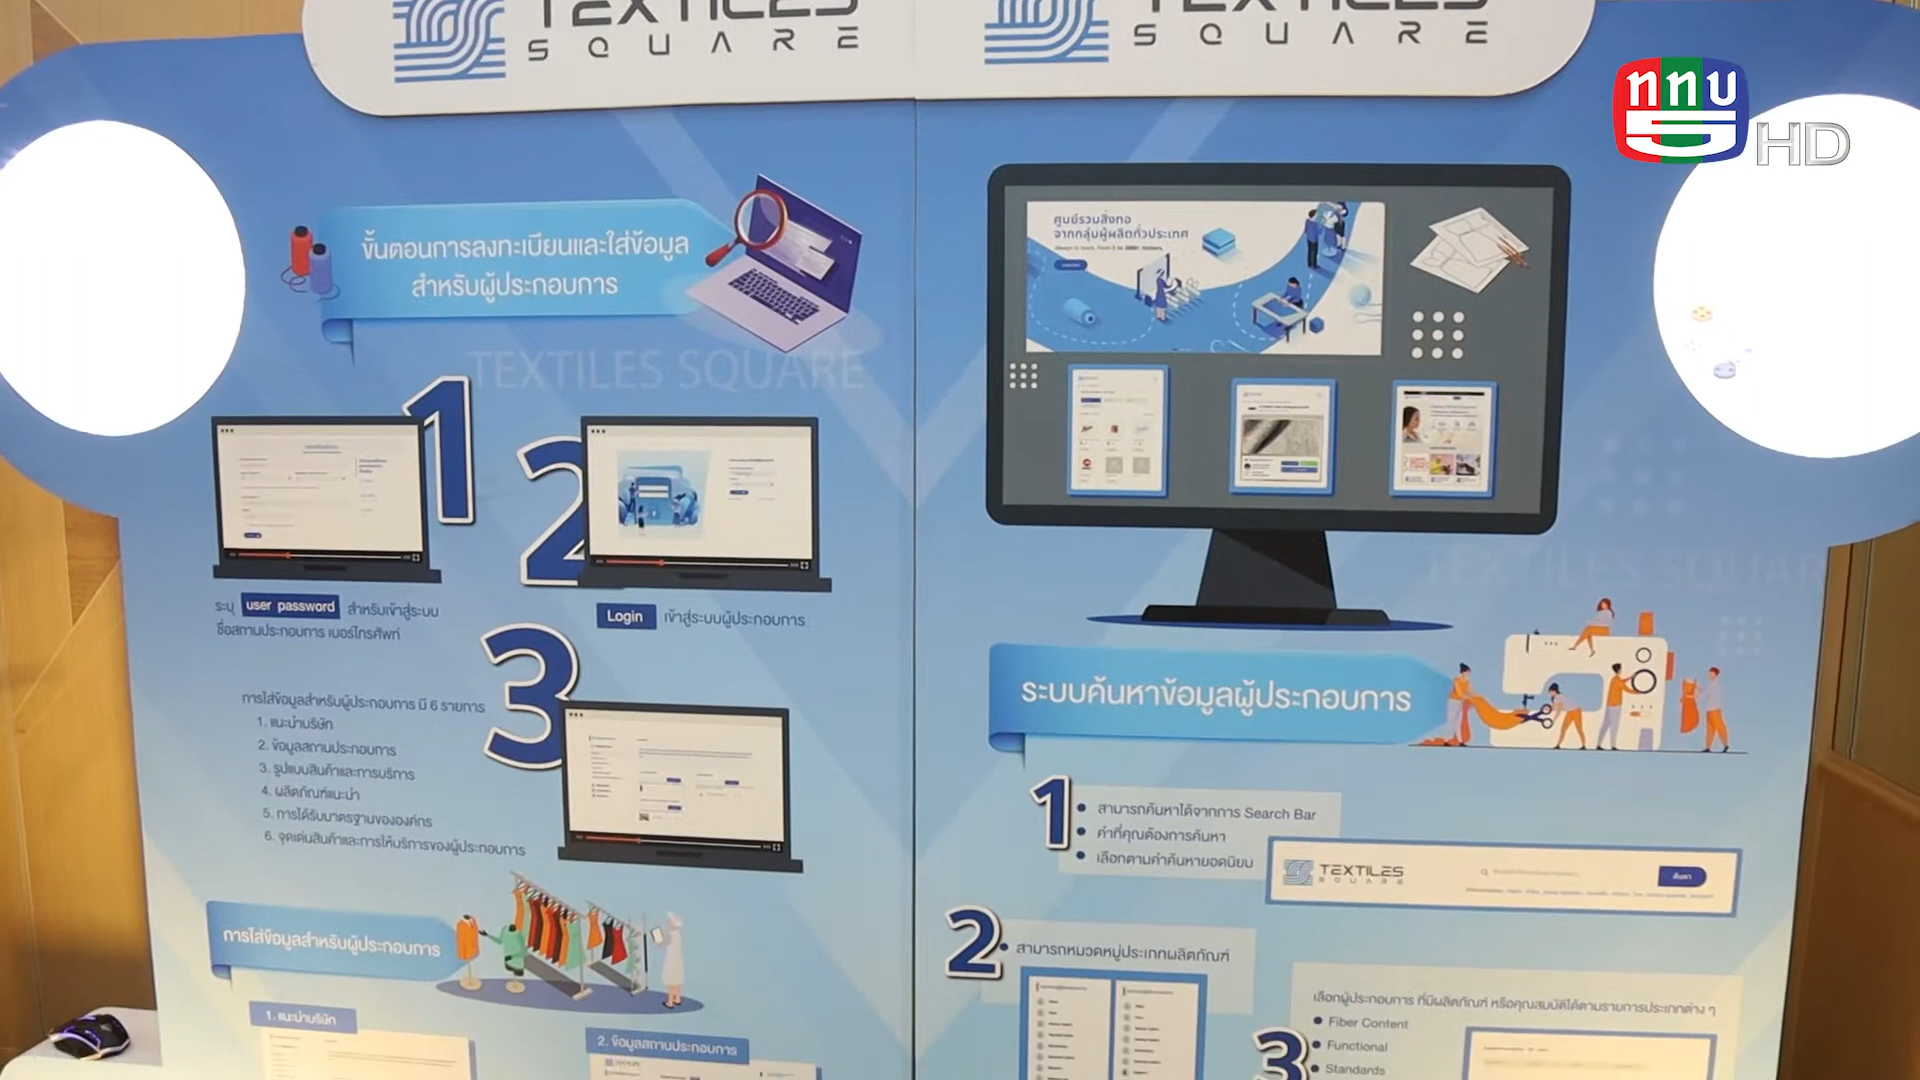 TEXTILES
SQUARE
TEXTILES
SQUARE
ททบ
5 HD
ขั้นตอนการลงทะเบียนและใส่ข้อมูล
สำหรับผู้ประกอบการ
TEXTILES SQUARE
1
2
ระบุ user password สำหรับเข้าสู่ระบบ
ชื่อสถานประกอบการ เบอร์โทรศัพท์
Login เข้าสู่ระบบผู้ประกอบการ
3
การใส่ข้อมูลสำหรับผู้ประกอบการ มี 6 รายการ
1. แนะนำบริษัท
2. ข้อมูลสถานประกอบการ
3. รูปแบบสินค้าและการบริการ
4. ผลิตภัณฑ์แนะนำ
5. การได้รับมาตรฐานขององค์กร
6. จุดเด่นสินค้าและการให้บริการของผู้ประกอบการ
การใส่ข้อมูลสำหรับผู้ประกอบการ
1. แนะนำบริษัท
2. ข้อมูลสถานประกอบการ
ศูนย์รวมสิ่งทอ
จากกลุ่มผู้ผลิตทั่วประเทศ
TEXTILES SQUAR
ระบบค้นหาข้อมูลผู้ประกอบการ
1
สามารถค้นหาได้จากการ Search Bar
คำที่คุณต้องการค้นหา
เลือกตามคำค้นหายอดนิยม
TEXTILES
SQUARE
ค้นหา
2
สามารถหมวดหมู่ประเภทผลิตภัณฑ์
3
เลือกผู้ประกอบการ ที่มีผลิตภัณฑ์ หรือคุณสมบัติได้ตามรายการประเภทต่าง ๆ
Fiber Content
Functional
Standards